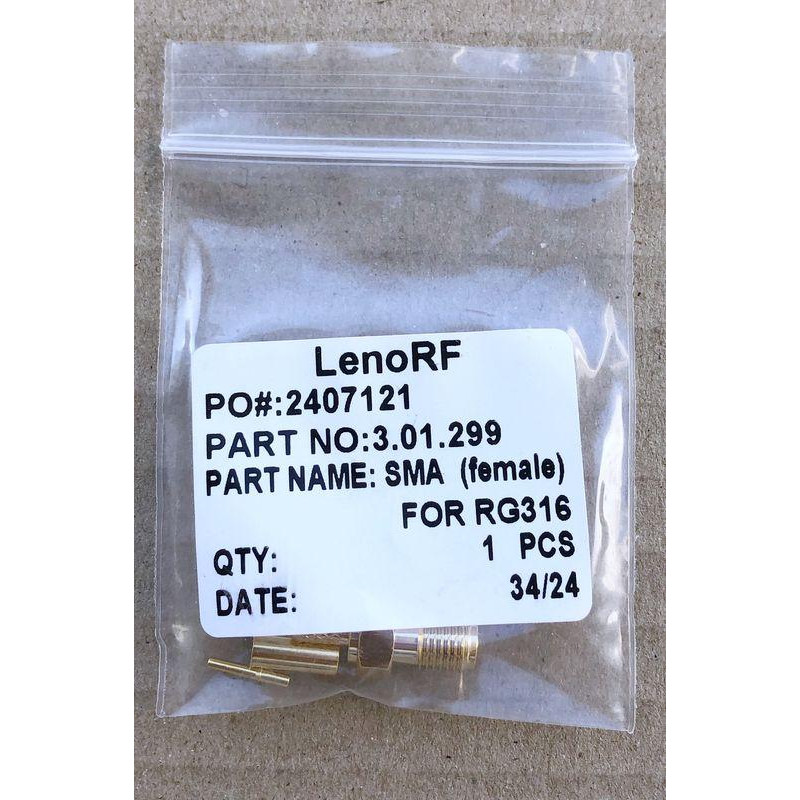 LenoRF
PO#:2407121
PART NO:3.01.299
PART NAME: SMA (female)
FOR RG316
QTY: 1 PCS
DATE: 34/24